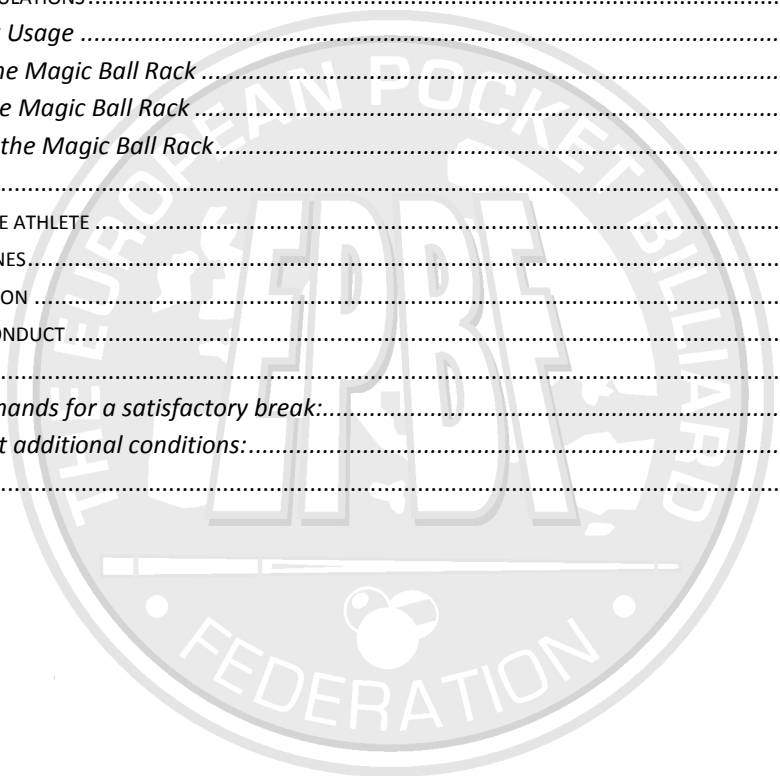 ULATIONS........................................................................
Usage ........................................................................
he Magic Ball Rack ........................................................................
e Magic Ball Rack ........................................................................
the Magic Ball Rack........................................................................
........................................................................
E ATHLETE ........................................................................
NES........................................................................
ON ........................................................................
ONDUCT ........................................................................
........................................................................
mands for a satisfactory break:........................................................................
t additional conditions:........................................................................
........................................................................
THE EUROPEAN POCKET BILLIARD
EPBF
FEDERATION